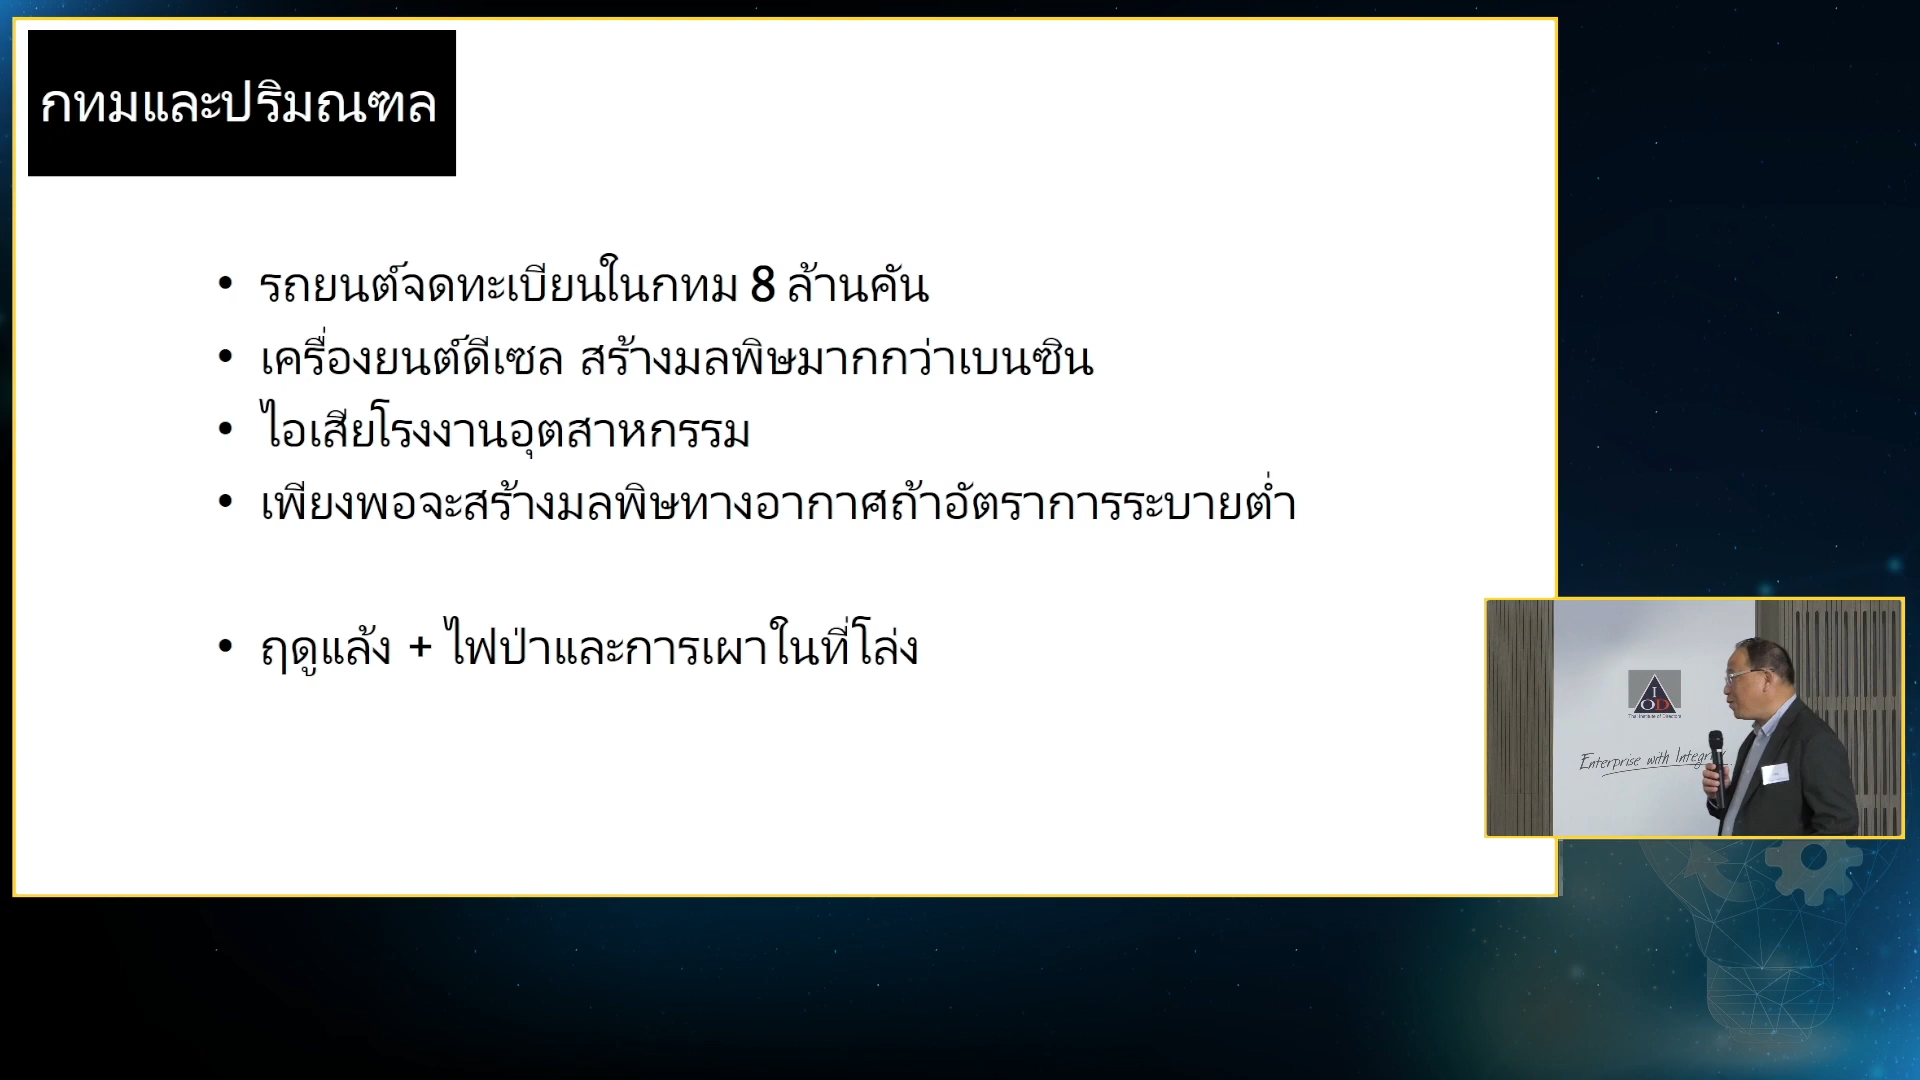 กทมและปริมณฑล
• รถยนต์จดทะเบียนในกทม 8 ล้านคัน
• เครื่องยนต์ดีเซล สร้างมลพิษมากกว่าเบนซิน
• ไอเสียโรงงานอุตสาหกรรม
• เพียงพอจะสร้างมลพิษทางอากาศถ้าอัตราการระบายต่ำ
• ฤดูแล้ง + ไฟป่าและการเผาในที่โล่ง
I
OD
Enterprise with